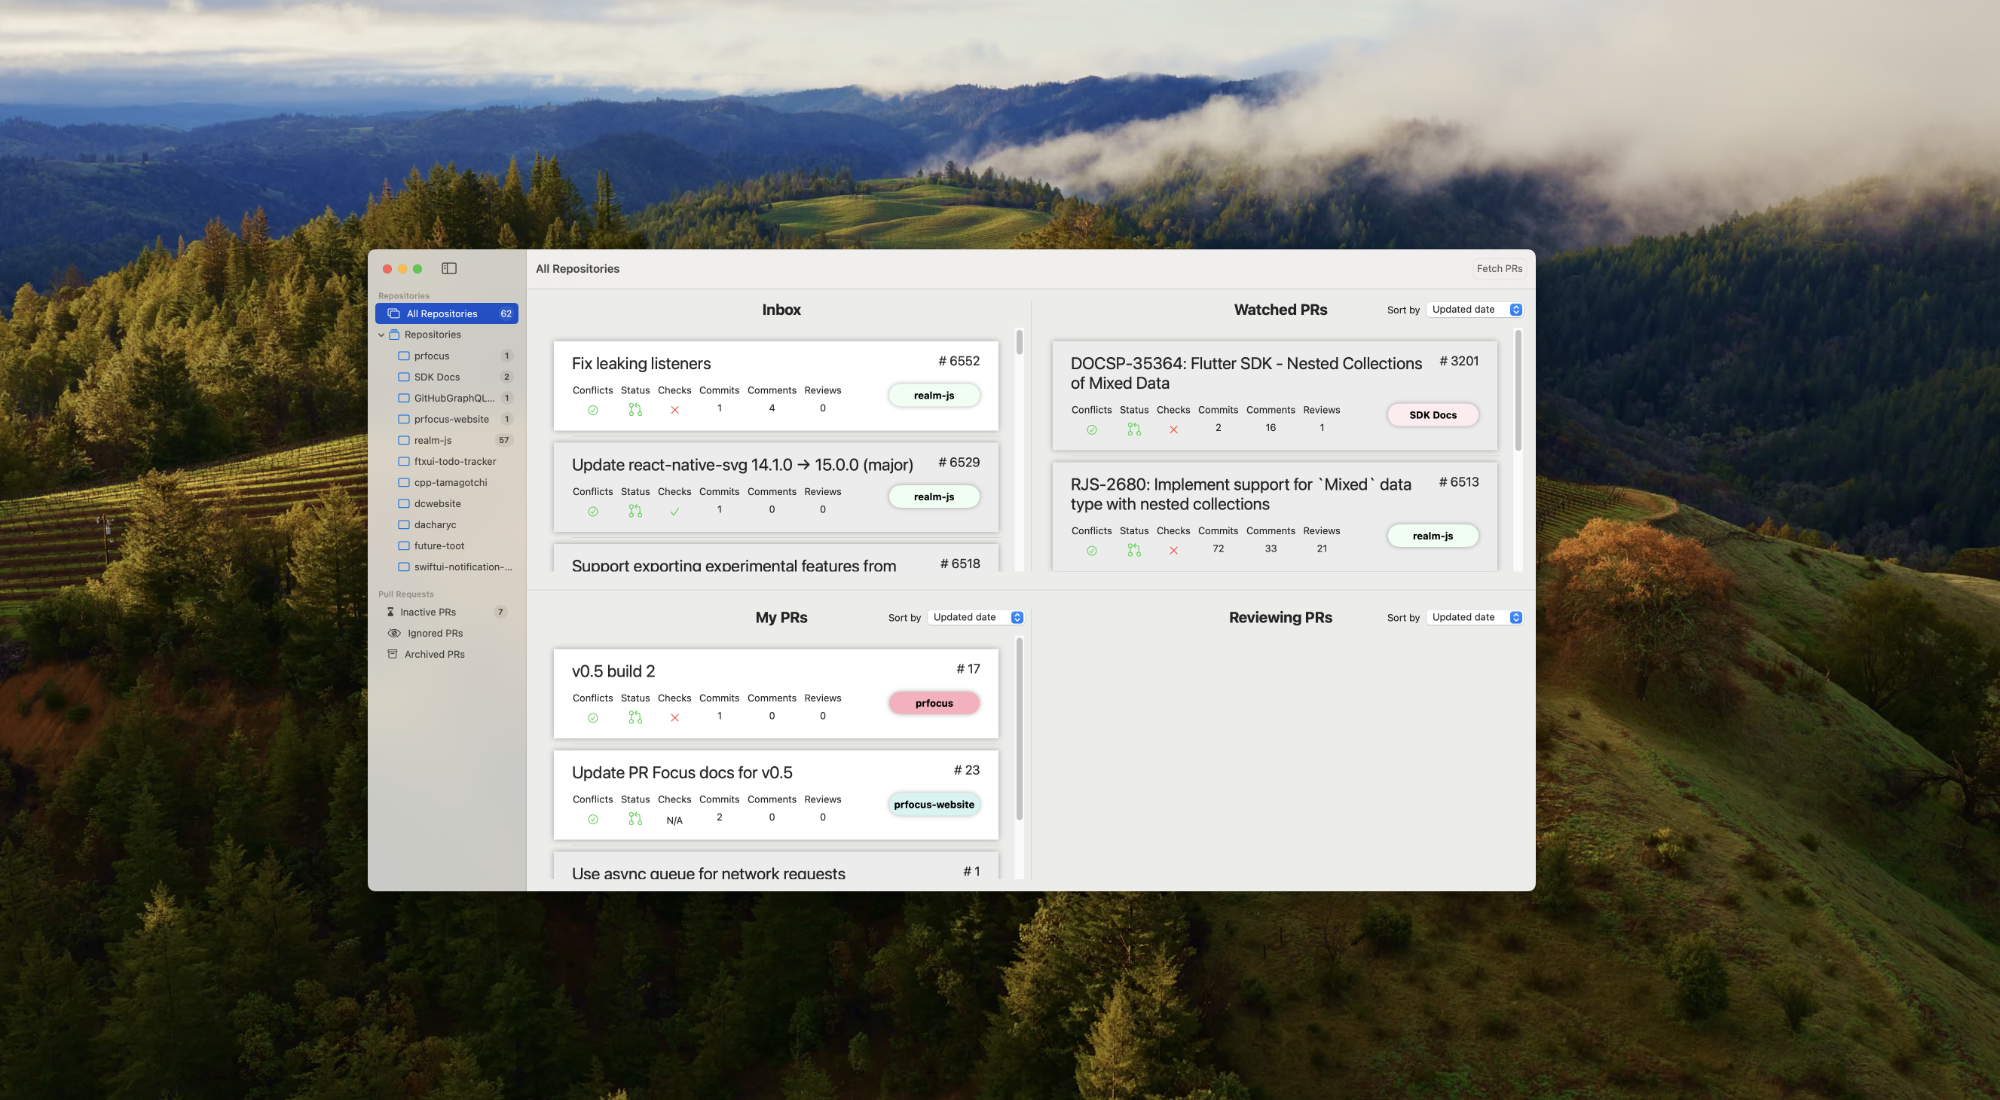 All Repositories
Fetch PRs
Repositories
All Repositories 62
Repositories
prfocus 1
SDK Docs 2
GitHubGraphQL... 1
prfocus-website 1
realm-js 57
ftxui-todo-tracker
cpp-tamagotchi
dcwebsite
dacharyc
future-toot
swiftui-notification-...
Pull Requests
Inactive PRs 7
Ignored PRs
Archived PRs
Inbox
Fix leaking listeners # 6552
Conflicts Status Checks Commits Comments Reviews
1 4 0
realm-js
Update react-native-svg 14.1.0 → 15.0.0 (major) # 6529
Conflicts Status Checks Commits Comments Reviews
1 0 0
realm-js
Support exporting experimental features from # 6518
Watched PRs
Sort by Updated date
DOCSP-35364: Flutter SDK - Nested Collections # 3201
of Mixed Data
Conflicts Status Checks Commits Comments Reviews
2 16 1
SDK Docs
RJS-2680: Implement support for `Mixed` data # 6513
type with nested collections
Conflicts Status Checks Commits Comments Reviews
72 33 21
realm-js
My PRs
Sort by Updated date
v0.5 build 2 # 17
Conflicts Status Checks Commits Comments Reviews
1 0 0
prfocus
Update PR Focus docs for v0.5 # 23
Conflicts Status Checks Commits Comments Reviews
N/A 2 0 0
prfocus-website
Use async queue for network requests # 1
Reviewing PRs
Sort by Updated date